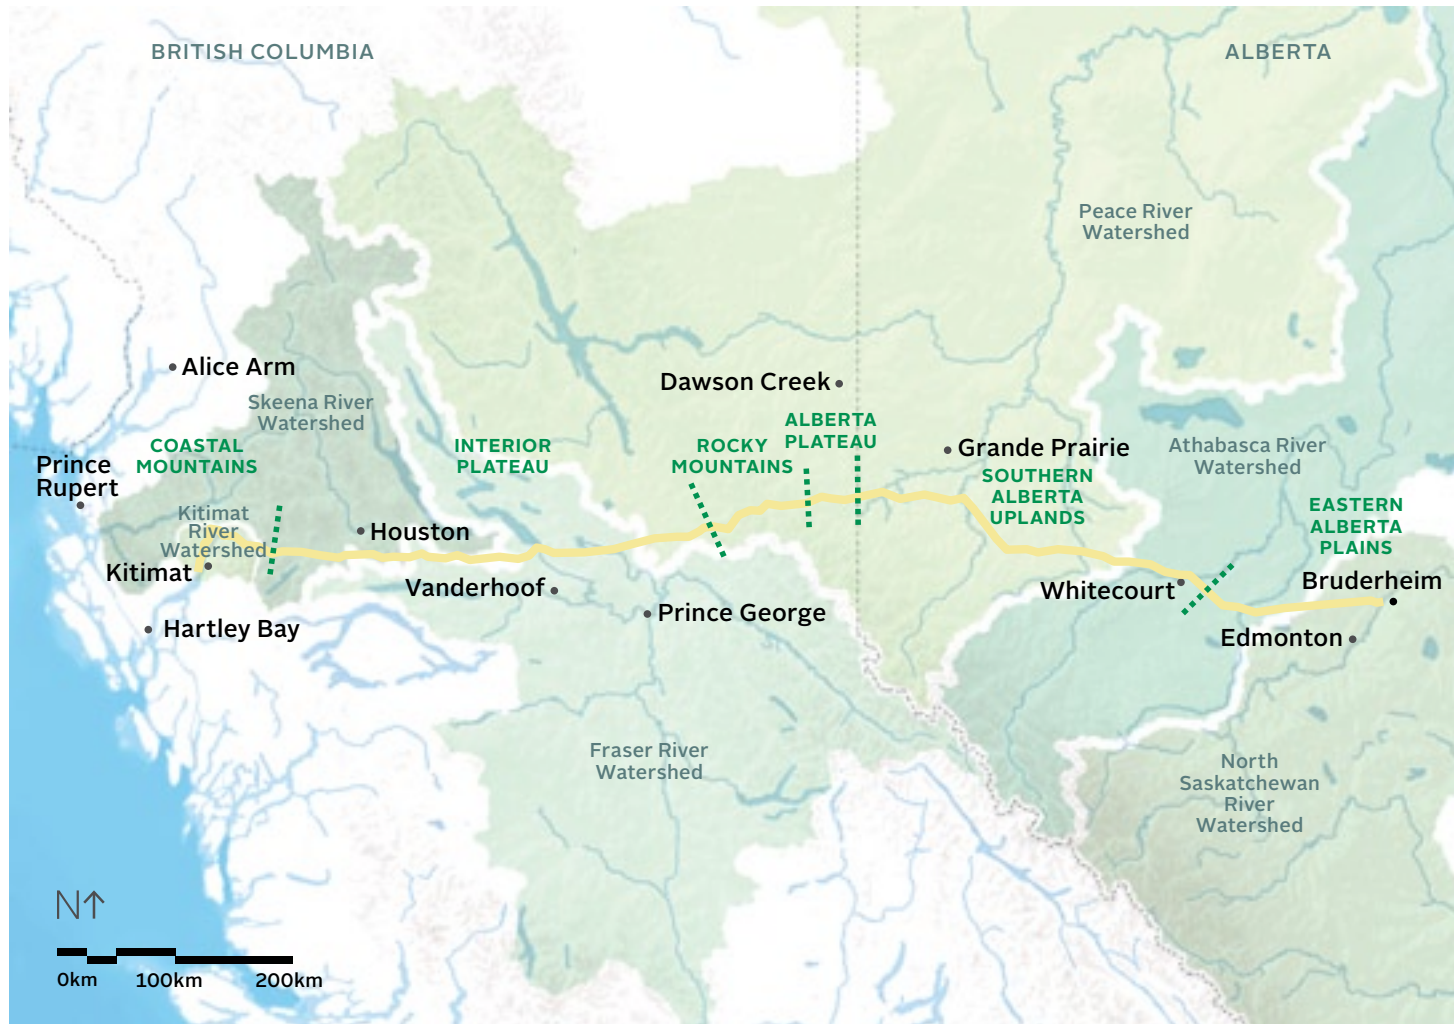 BRITISH COLUMBIA
ALBERTA
Peace River
Watershed
Alice Arm
Dawson Creek
Skeena River
Watershed
ALBERTA
PLATEAU
COASTAL
MOUNTAINS
INTERIOR
PLATEAU
ROCKY
MOUNTAINS
Grande Prairie
Athabasca River
Watershed
Prince
Rupert
SOUTHERN
ALBERTA
UPLANDS
EASTERN
ALBERTA
PLAINS
Kitimat
River
Watershed
Houston
Kitimat
Vanderhoof
Whitecourt
Bruderheim
Prince George
Hartley Bay
Edmonton
Fraser River
Watershed
North
Saskatchewan
River
Watershed
N↑
0km 100km 200km